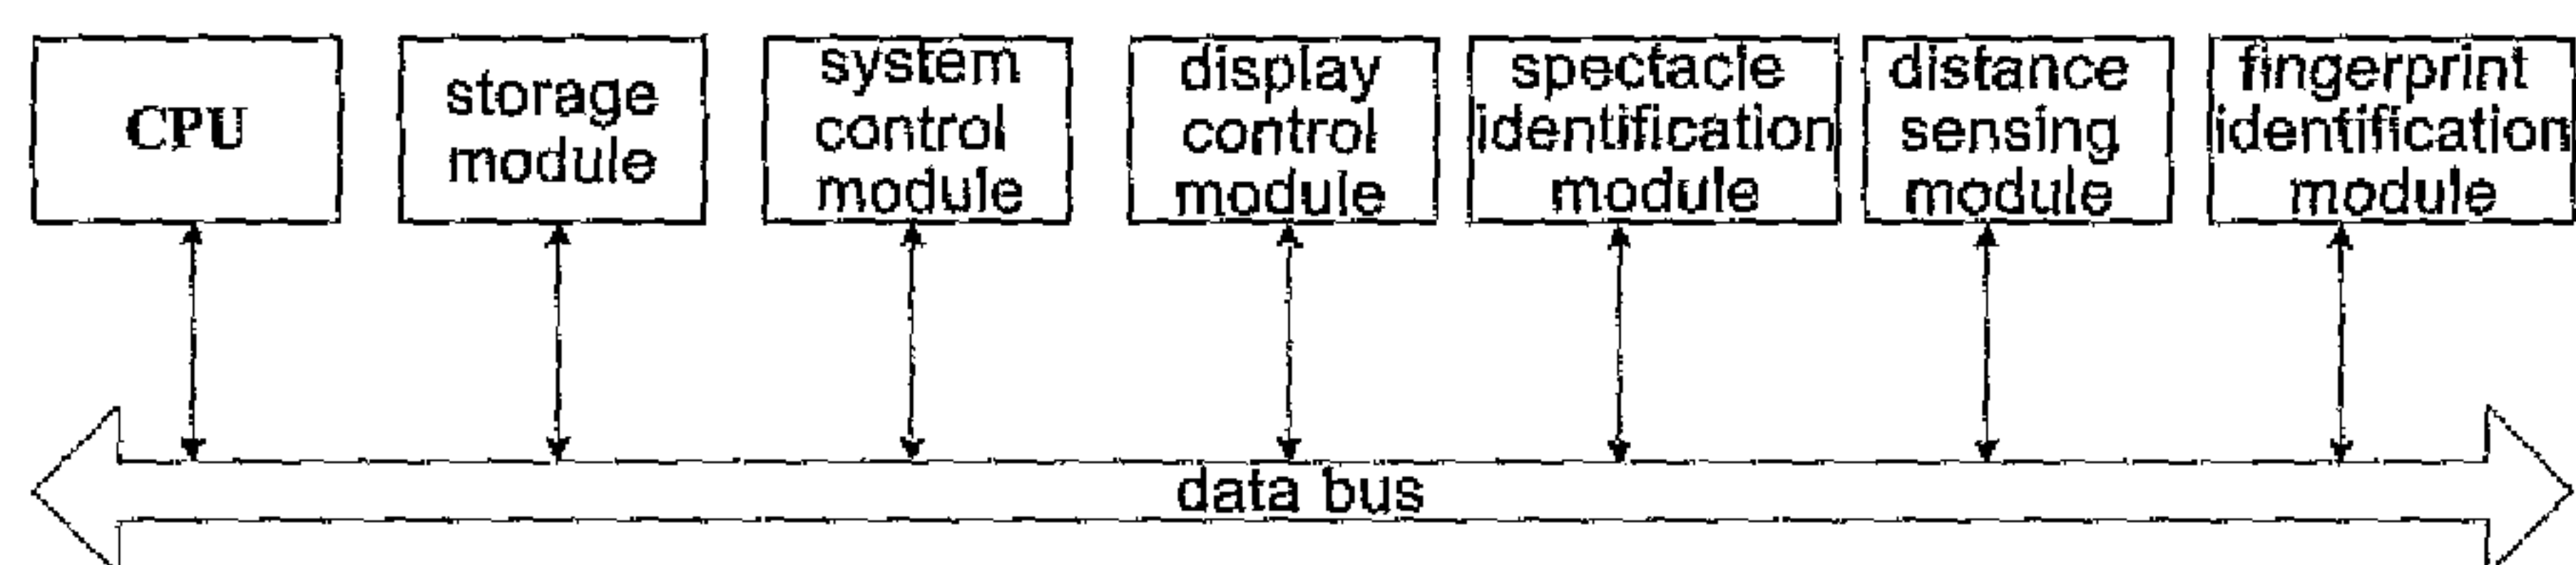 CPU
storage
module
system
control
module
display
control
module
spectacle
identification
module
distance
sensing
module
fingerprint
identification
module
data bus